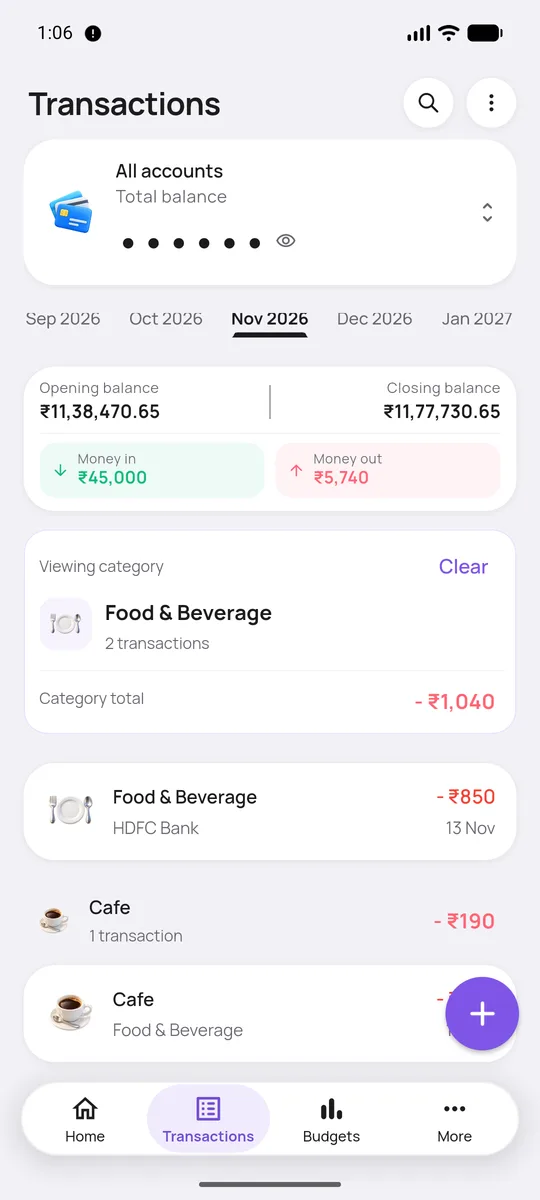 1:06
Transactions
All accounts
Total balance
Sep 2026 Oct 2026 Nov 2026 Dec 2026 Jan 2027
Opening balance Closing balance
₹11,38,470.65 ₹11,77,730.65
Money in Money out
₹45,000 ₹5,740
Viewing category Clear
Food & Beverage
2 transactions
Category total - ₹1,040
Food & Beverage - ₹850
HDFC Bank 13 Nov
Cafe
1 transaction - ₹190
Cafe
Food & Beverage
Home Transactions Budgets More